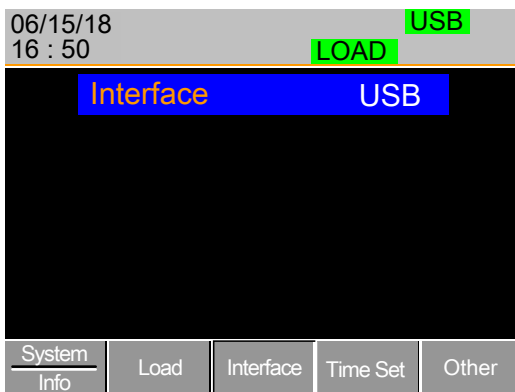 06/15/18 USB
16 : 50 LOAD
Interface USB
System
Info
Load
Interface
Time Set
Other